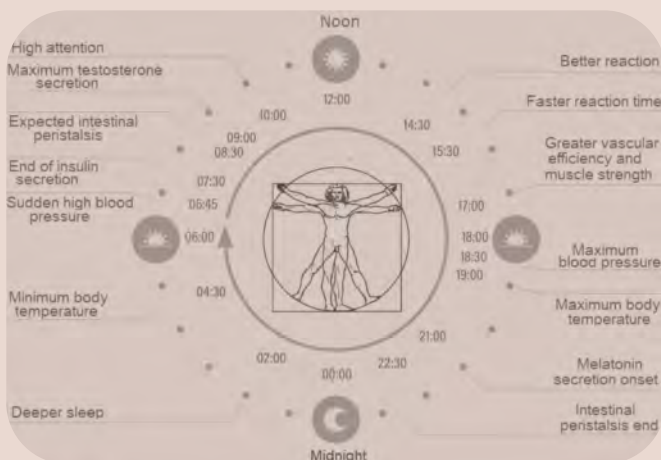 Noon
High attention
Maximum testosterone
secretion
Expected intestinal
peristalsis
End of insulin
secretion
Sudden high blood
pressure
Minimum body
temperature
Deeper sleep
12:00
10:00
09:00
08:30
07:30
06:45
06:00
04:30
02:00
00:00
22:30
21:00
19:00
18:30
18:00
17:00
15:30
14:30
Better reaction
Faster reaction time
Greater vascular
efficiency and
muscle strength
Maximum
blood pressure
Maximum body
temperature
Melatonin
secretion onset
Intestinal
peristalsis end
Midnight